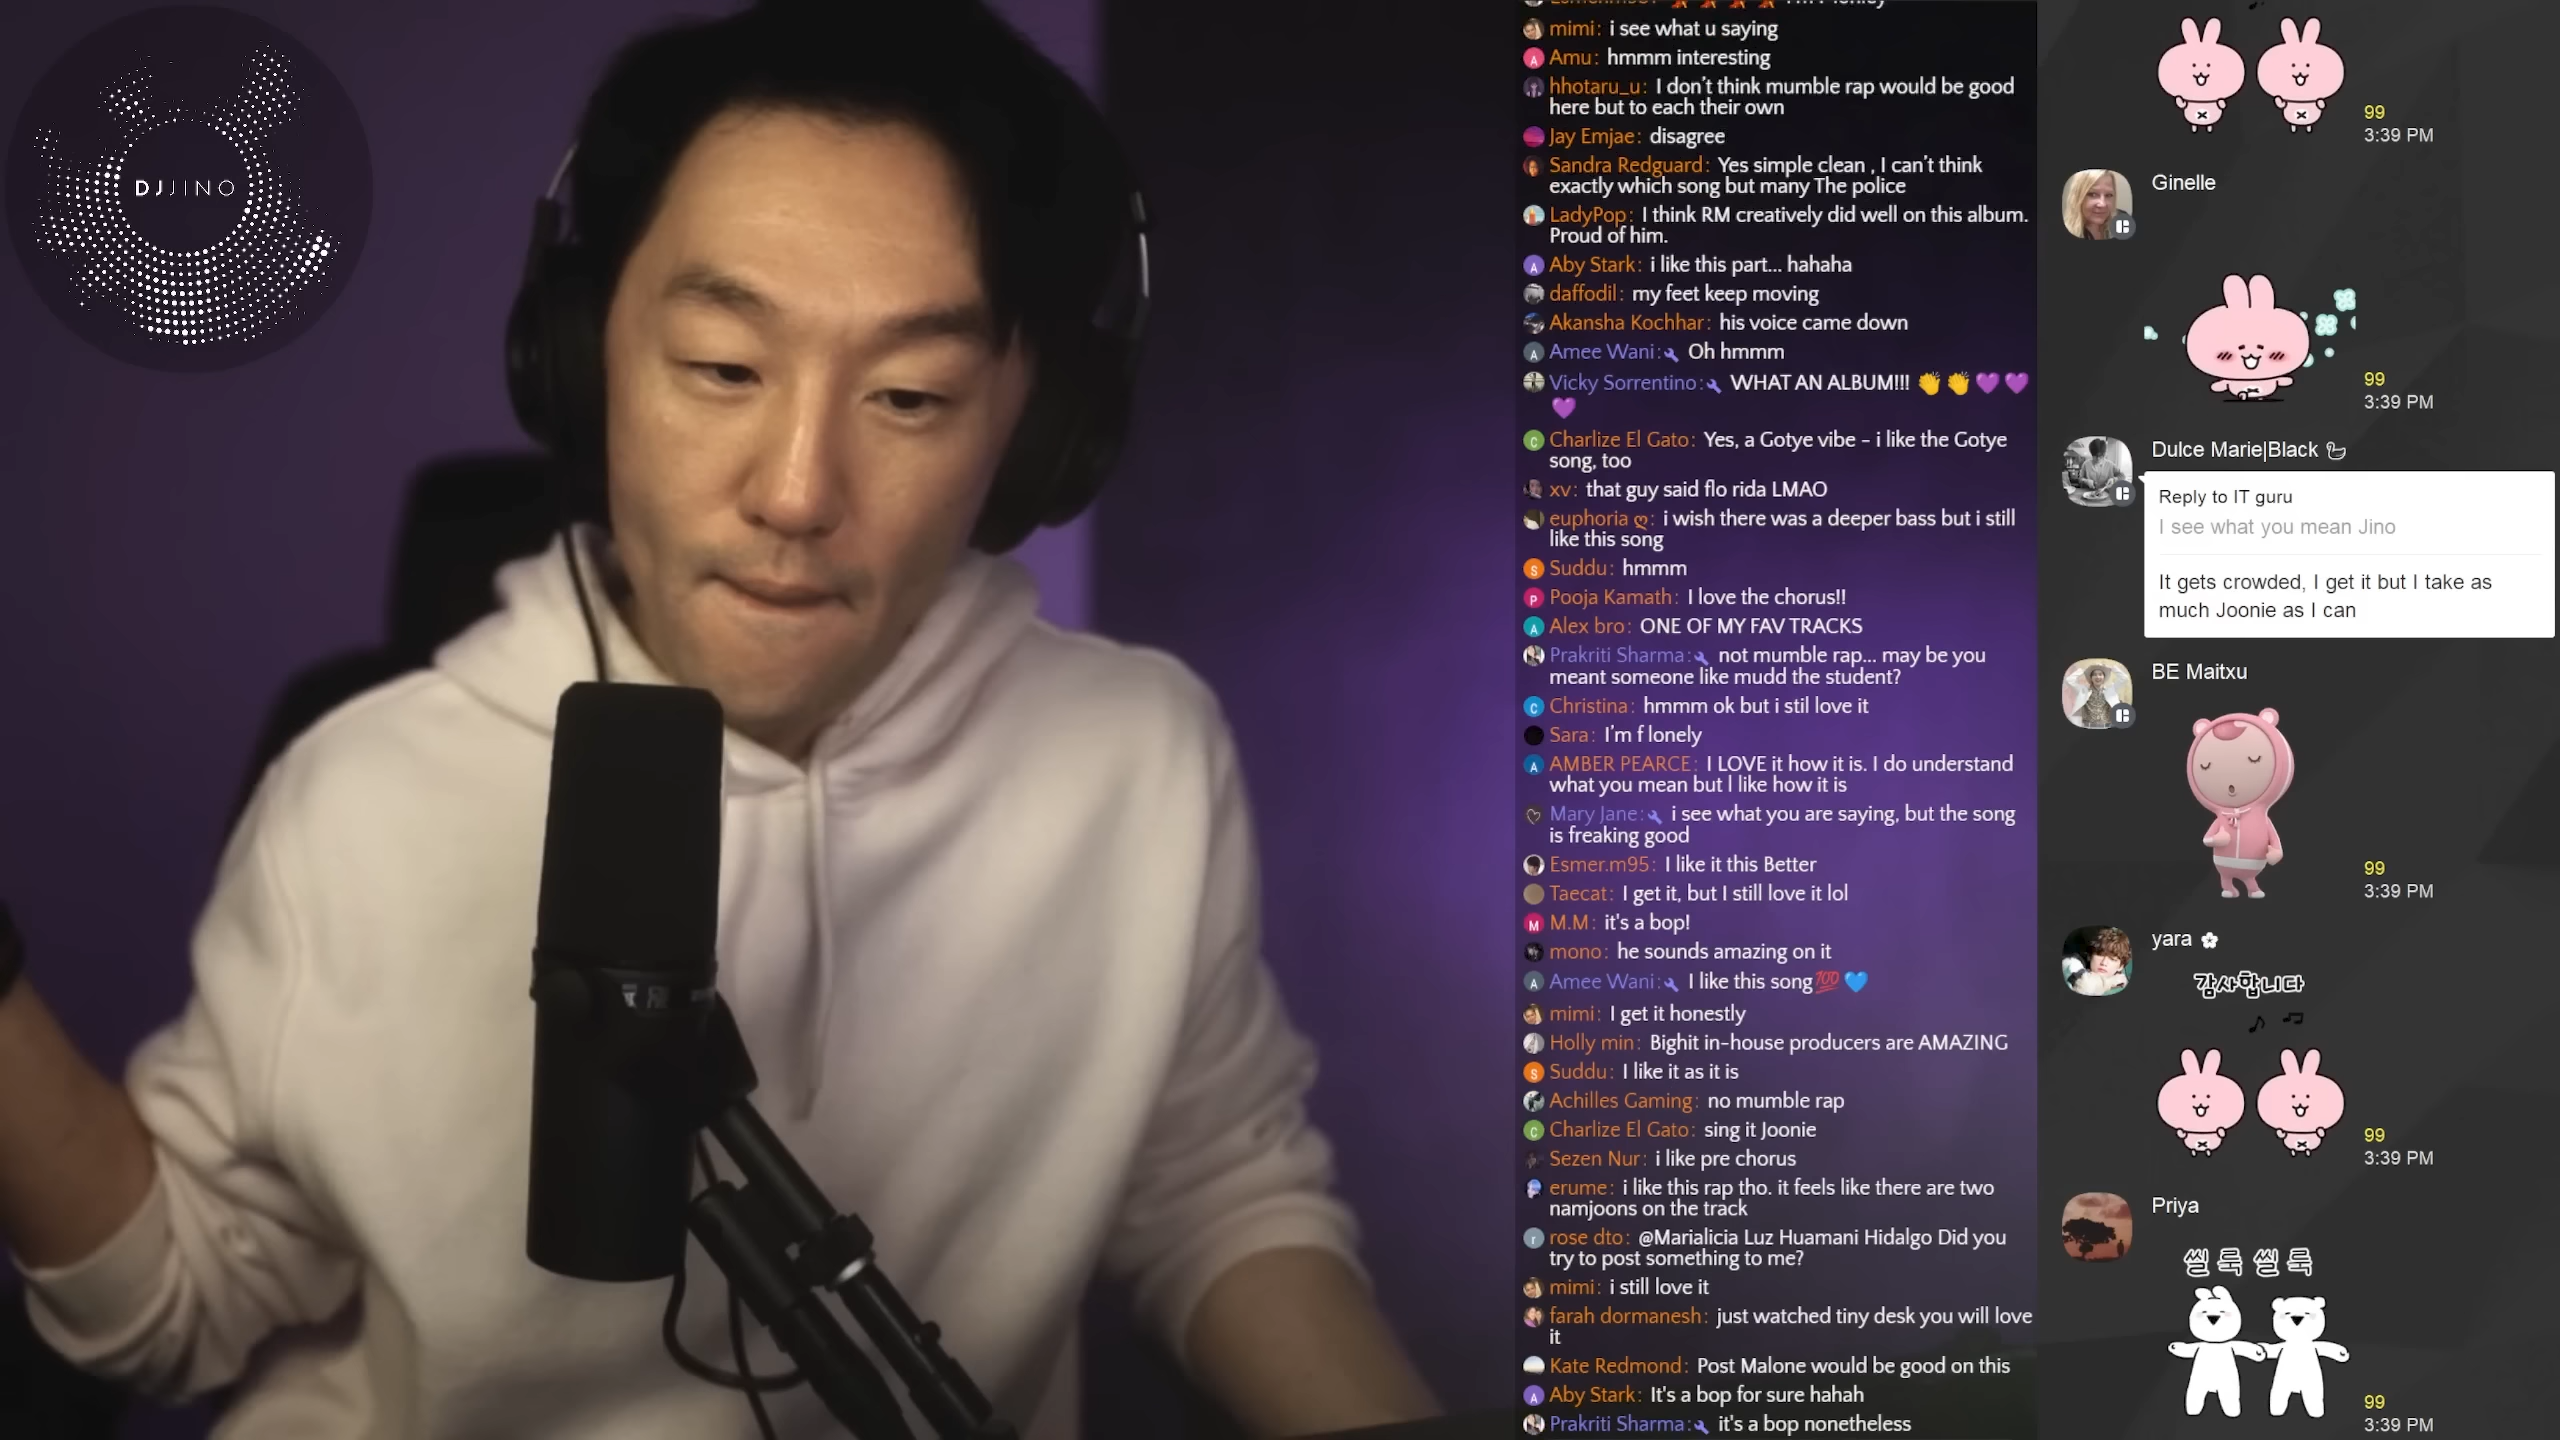 DJJINO
mimi: i see what u saying
Amu: hmmm interesting
hhotaru_u: I don't think mumble rap would be good
here but to each their own
Jay Emjae: disagree
Sandra Redguard: Yes simple clean , I can't think
exactly which song but many The police
LadyPop: I think RM creatively did well on this album.
Proud of him.
Aby Stark: i like this part... hahaha
daffodil: my feet keep moving
Akansha Kochhar: his voice came down
Amee Wani: Oh hmmm
Vicky Sorrentino: WHAT AN ALBUM!!! 👏👏💜💜
💜
Charlize El Gato: Yes, a Gotye vibe - i like the Gotye
song, too
xv: that guy said flo rida LMAO
euphoria ღ: i wish there was a deeper bass but i still
like this song
Suddu: hmmm
Pooja Kamath: I love the chorus!!
Alex bro: ONE OF MY FAV TRACKS
Prakriti Sharma: not mumble rap... may be you
meant someone like mudd the student?
Christina: hmmm ok but i stil love it
Sara: I'm f lonely
AMBER PEARCE: I LOVE it how it is. I do understand
what you mean but I like how it is
Mary Jane: i see what you are saying, but the song
is freaking good
Esmer.m95: I like it this Better
Taecat: I get it, but I still love it lol
M.M: it's a bop!
mono: he sounds amazing on it
Amee Wani: I like this song💯💙
mimi: I get it honestly
Holly min: Bighit in-house producers are AMAZING
Suddu: I like it as it is
Achilles Gaming: no mumble rap
Charlize El Gato: sing it Joonie
Sezen Nur: i like pre chorus
erume: i like this rap tho. it feels like there are two
namjoons on the track
rose dto: @Marialicia Luz Huamani Hidalgo Did you
try to post something to me?
mimi: i still love it
farah dormanesh: just watched tiny desk you will love
it
Kate Redmond: Post Malone would be good on this
Aby Stark: It's a bop for sure hahah
Prakriti Sharma: it's a bop nonetheless
99
3:39 PM
Ginelle
99
3:39 PM
Dulce Marie|Black 🦢
Reply to IT guru
I see what you mean Jino
It gets crowded, I get it but I take as
much Joonie as I can
BE Maitxu
99
3:39 PM
yara
감사합니다
99
3:39 PM
Priya
씰룩씰룩
99
3:39 PM